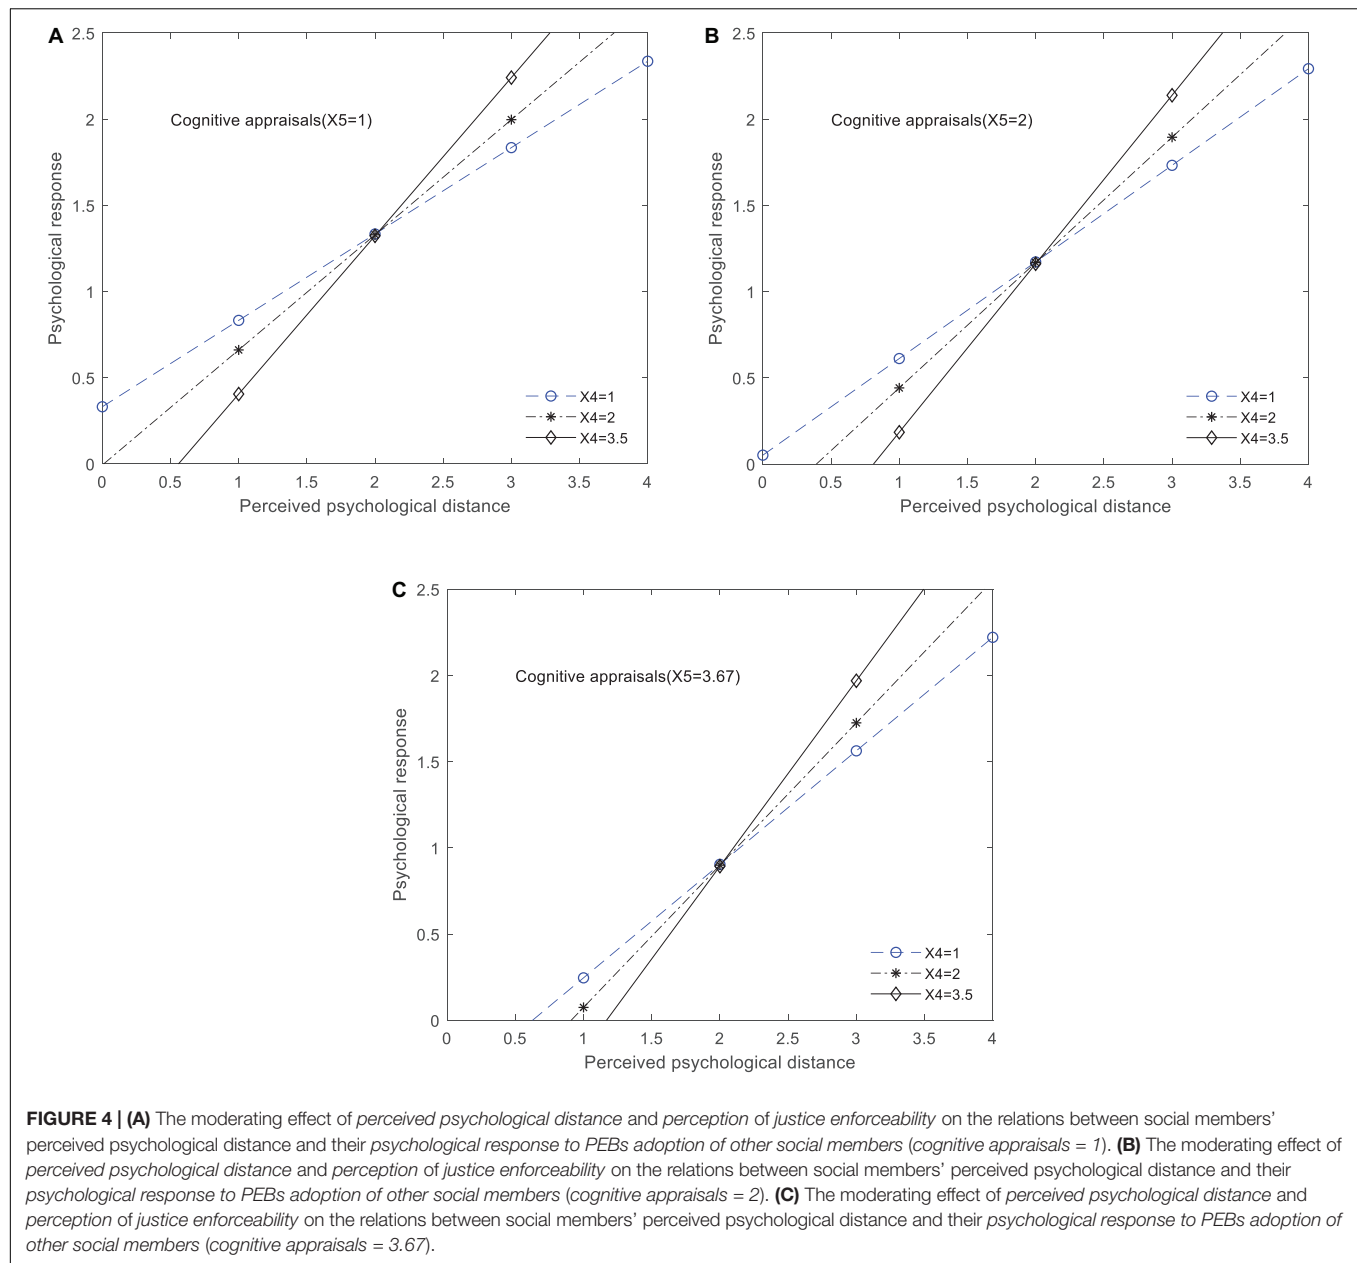 A
2.5
2
1.5
1
0.5
0
Psychological response
Cognitive appraisals(X5=1)
X4=1
X4=2
X4=3.5
0 0.5 1 1.5 2 2.5 3 3.5 4
Perceived psychological distance
B
2.5
2
1.5
1
0.5
0
Psychological response
Cognitive appraisals(X5=2)
X4=1
X4=2
X4=3.5
0 0.5 1 1.5 2 2.5 3 3.5 4
Perceived psychological distance
C
2.5
2
1.5
1
0.5
0
Psychological response
Cognitive appraisals(X5=3.67)
X4=1
X4=2
X4=3.5
0 0.5 1 1.5 2 2.5 3 3.5 4
Perceived psychological distance
FIGURE 4 | (A) The moderating effect of perceived psychological distance and perception of justice enforceability on the relations between social members'
perceived psychological distance and their psychological response to PEBs adoption of other social members (cognitive appraisals = 1). (B) The moderating effect of
perceived psychological distance and perception of justice enforceability on the relations between social members' perceived psychological distance and their
psychological response to PEBs adoption of other social members (cognitive appraisals = 2). (C) The moderating effect of perceived psychological distance and
perception of justice enforceability on the relations between social members' perceived psychological distance and their psychological response to PEBs adoption of
other social members (cognitive appraisals = 3.67).